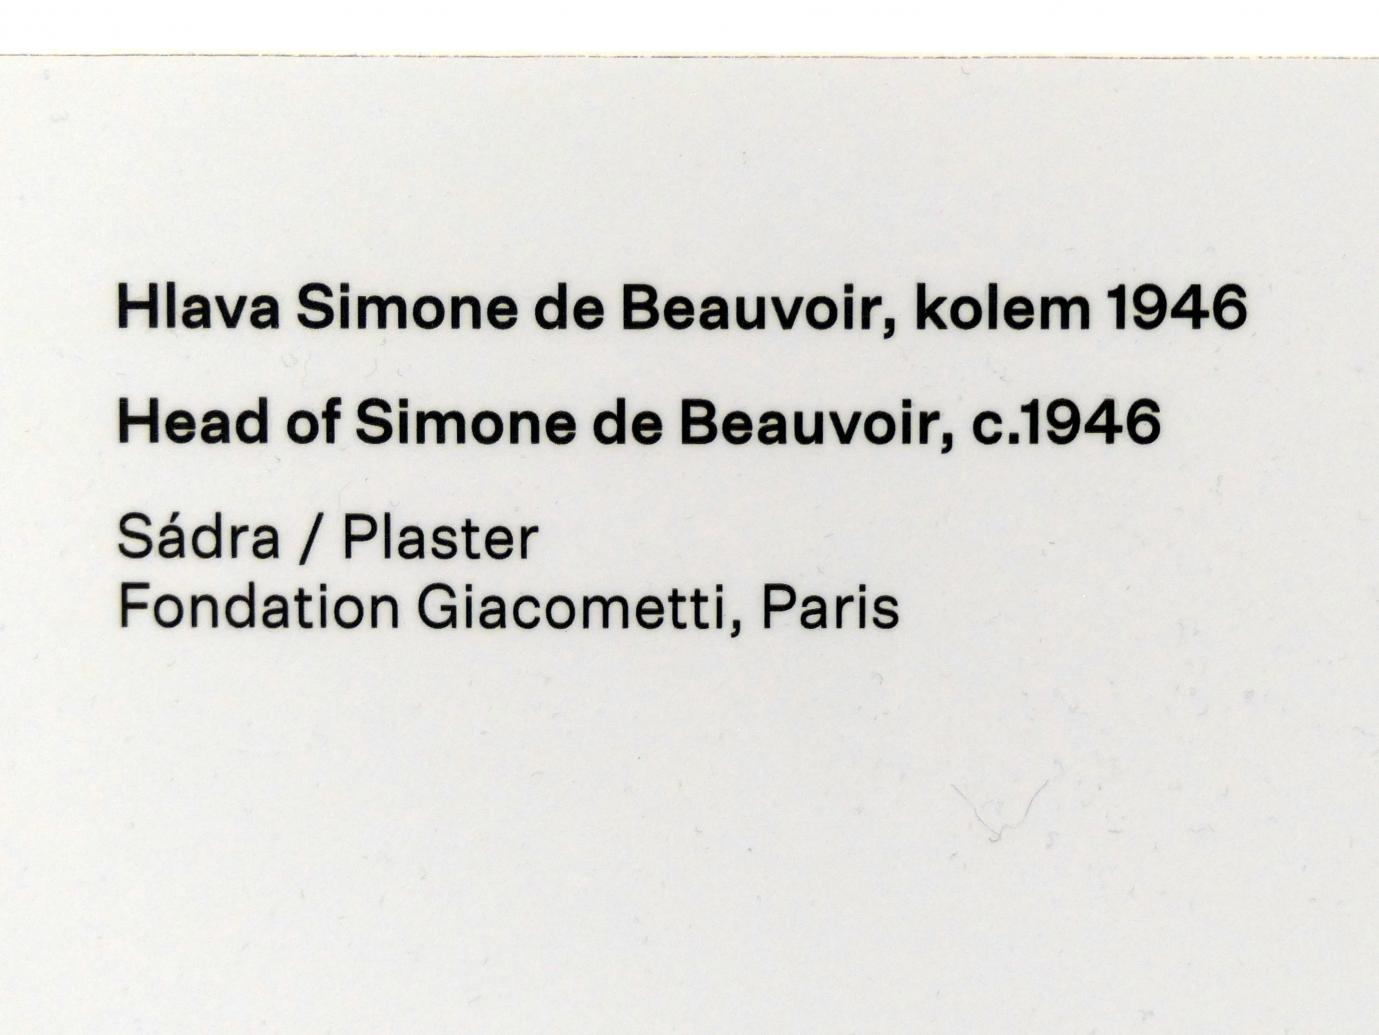 Hlava Simone de Beauvoir, kolem 1946
Head of Simone de Beauvoir, c.1946
Sádra / Plaster
Fondation Giacometti, Paris